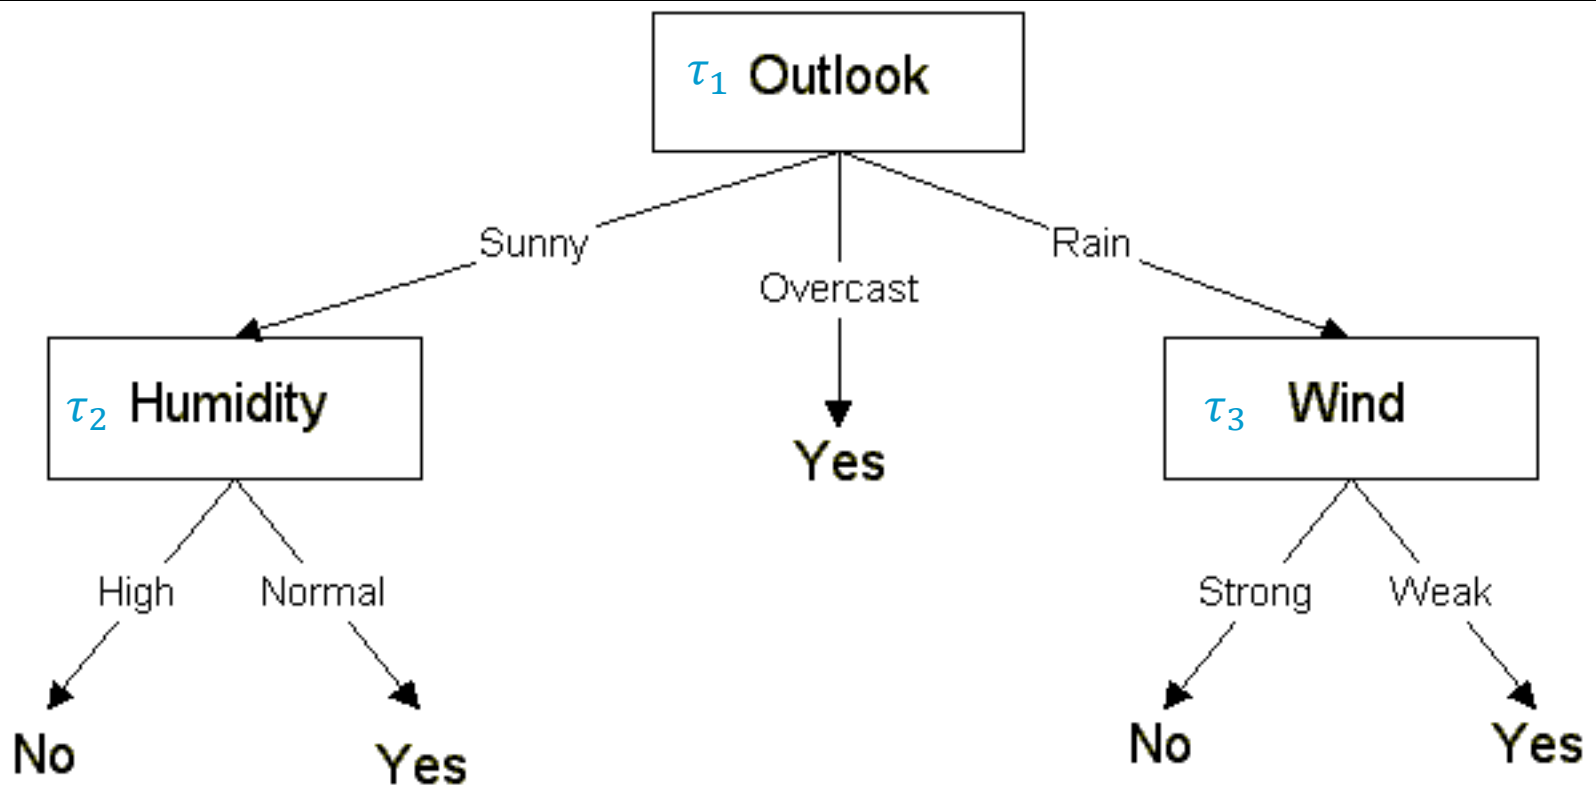 τ₁ Outlook
Sunny
Rain
Overcast
τ₂ Humidity
Yes
τ₃ Wind
High
Normal
Strong
Weak
No
Yes
No
Yes